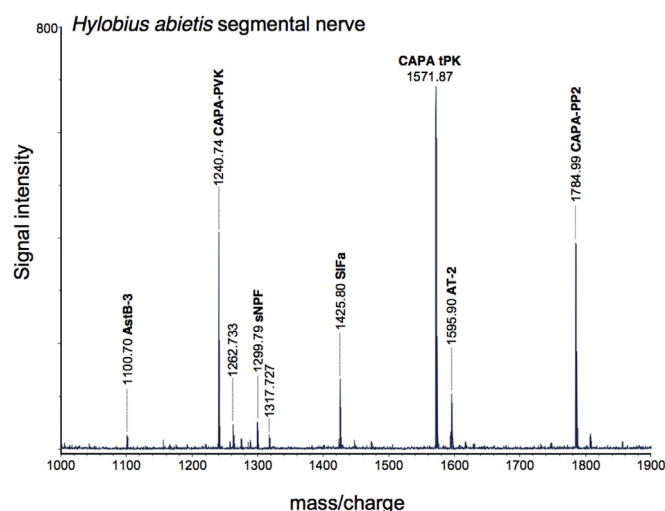 Hylobius abietis segmental nerve
800
Signal intensity
1100.70 AstB-3
1240.74 CAPA-PVK
1262.733
1299.79 sNPF
1317.727
1425.80 SIFa
CAPA tPK
1571.87
1595.90 AT-2
1784.99 CAPA-PP2
1000 1100 1200 1300 1400 1500 1600 1700 1800 1900
mass/charge